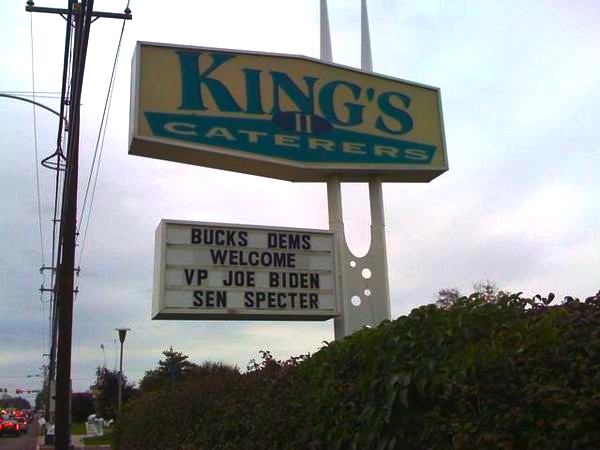 KING'S
II
CATERERS
BUCKS DEMS
WELCOME
VP JOE BIDEN
SEN SPECTER